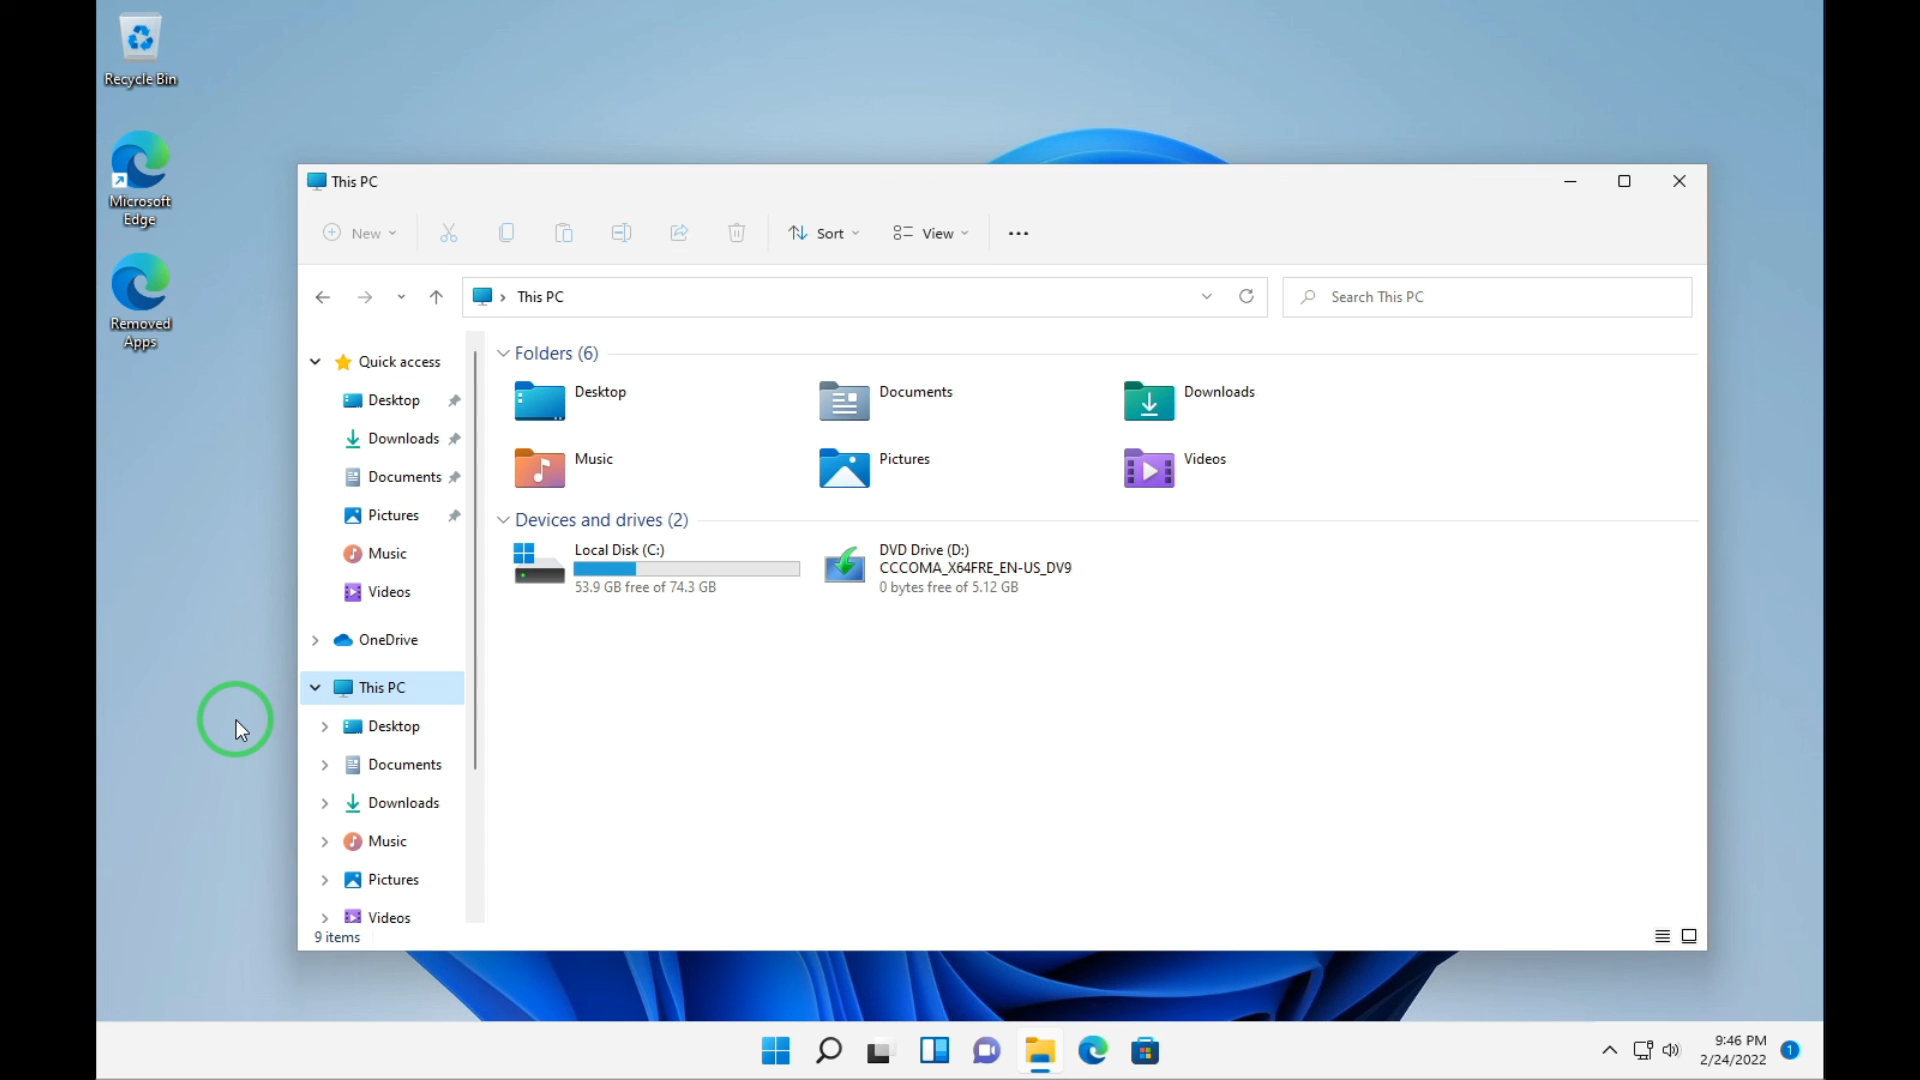 Recycle Bin
Microsoft
Edge
Removed
Apps
This PC
New
Sort
View
This PC
Search This PC
Quick access
Desktop
Downloads
Documents
Pictures
Music
Videos
OneDrive
This PC
Desktop
Documents
Downloads
Music
Pictures
Videos
Folders (6)
Desktop
Documents
Downloads
Music
Pictures
Videos
Devices and drives (2)
Local Disk (C:)
53.9 GB free of 74.3 GB
DVD Drive (D:)
CCCOMA_X64FRE_EN-US_DV9
0 bytes free of 5.12 GB
9 items
9:46 PM
2/24/2022
1